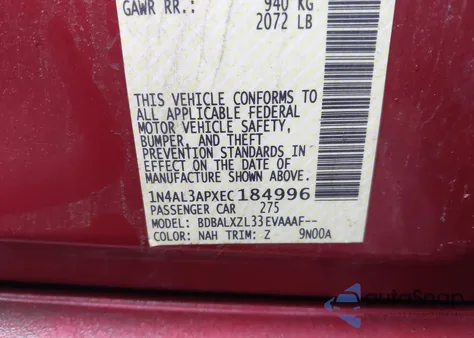 GAWR RR.: 940 KG
2072 LB
THIS VEHICLE CONFORMS TO
ALL APPLICABLE FEDERAL
MOTOR VEHICLE SAFETY,
BUMPER, AND THEFT
PREVENTION STANDARDS IN
EFFECT ON THE DATE OF
MANUFACTURE SHOWN ABOVE.
1N4AL3APXEC184996
PASSENGER CAR 275
MODEL: BDBALXZL33EVAAAF--
COLOR: NAH TRIM: Z 9N00A
autoSnap